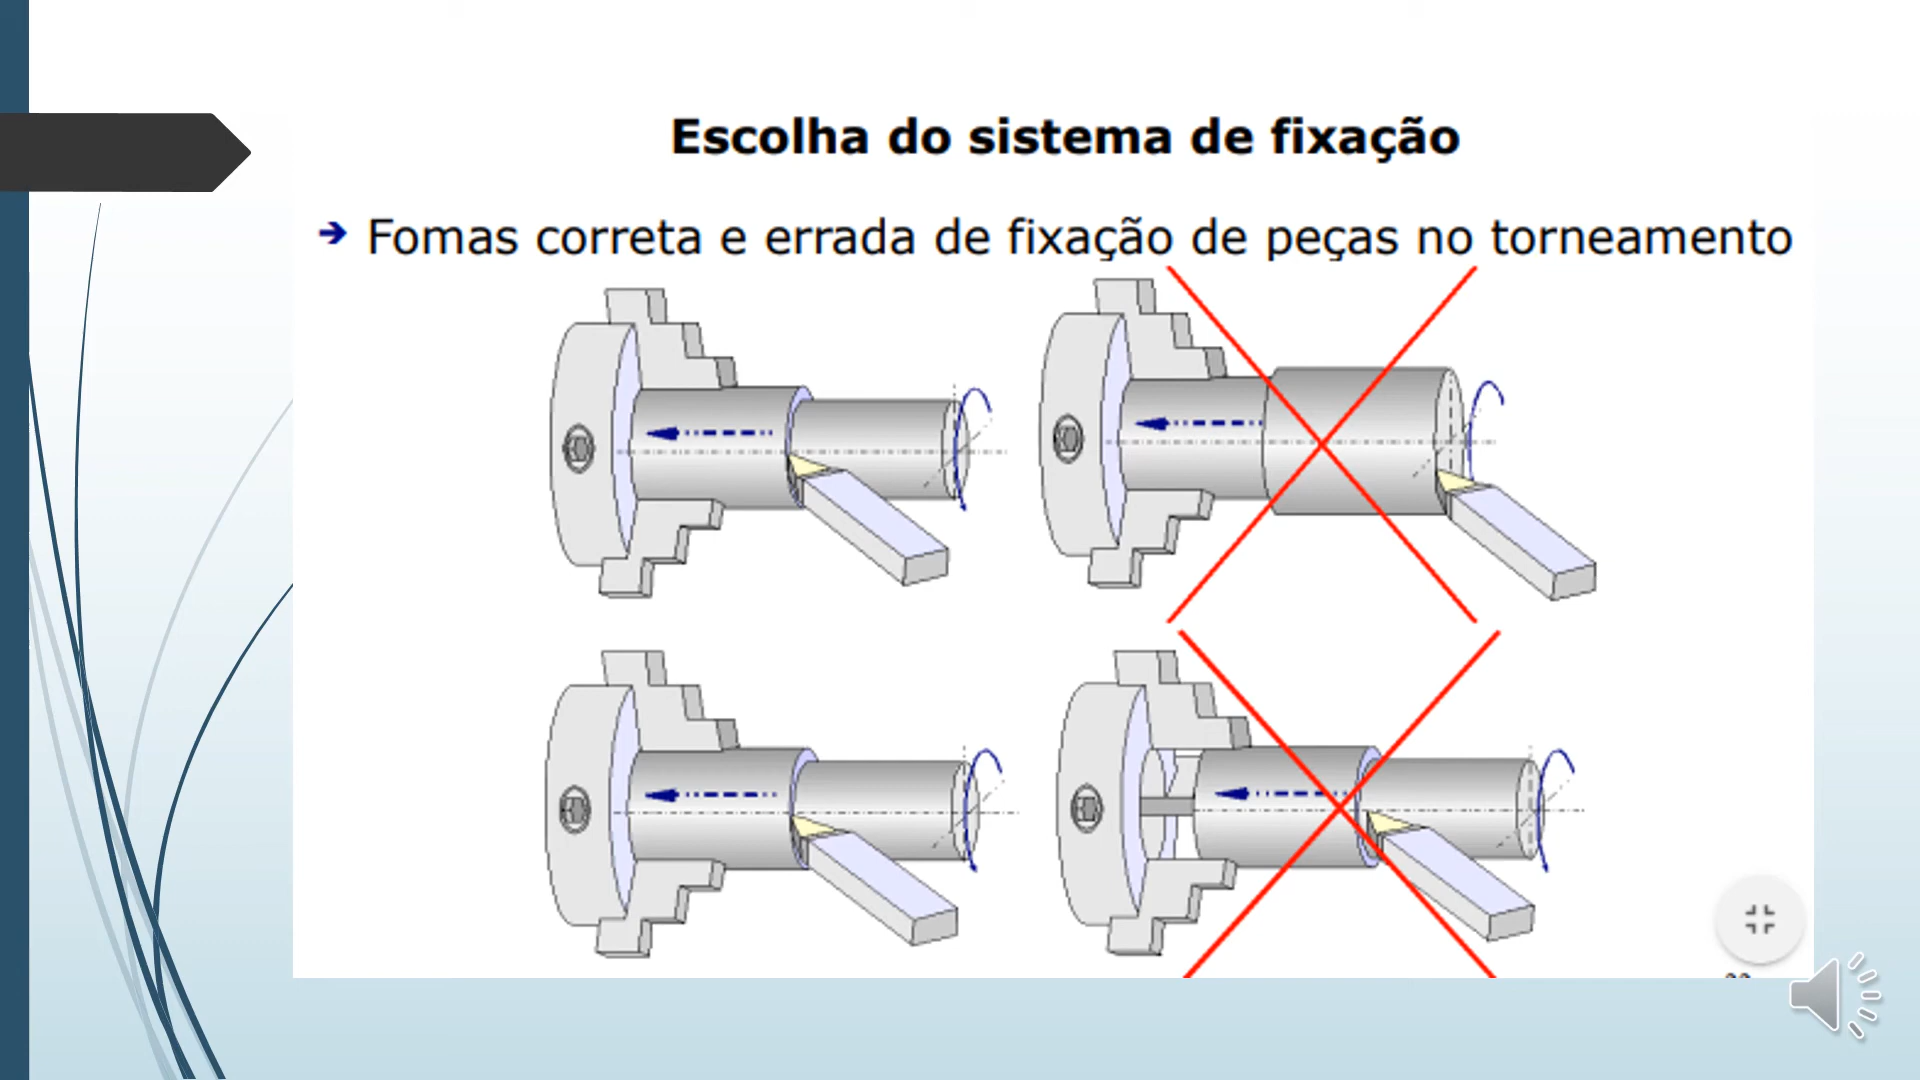 Escolha do sistema de fixação
➔ Fomas correta e errada de fixação de peças no torneamento